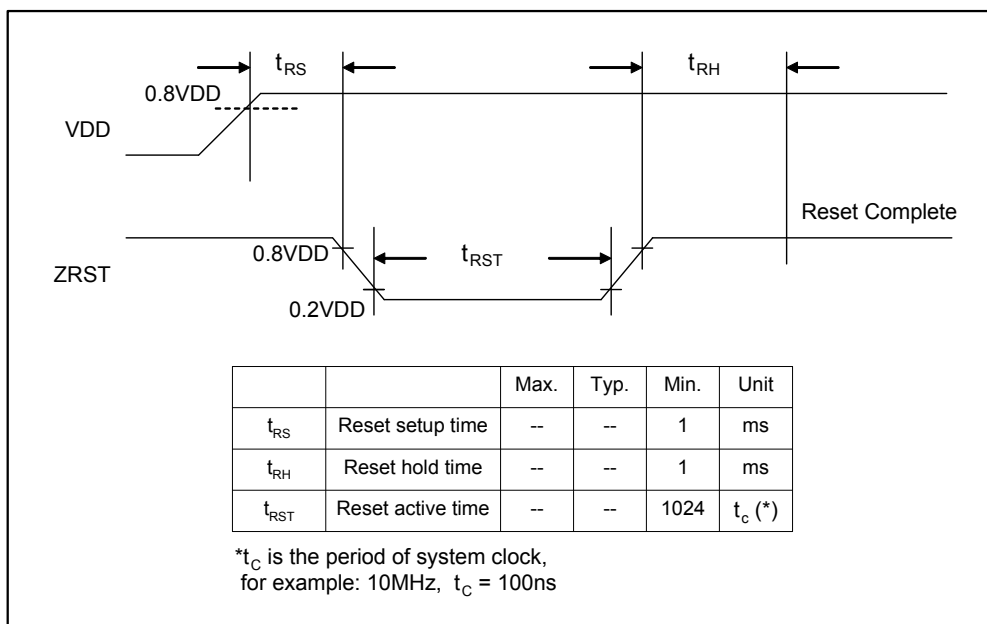 tRS
tRH
0.8VDD
VDD
Reset Complete
0.8VDD
tRST
ZRST
0.2VDD
Max. Typ. Min. Unit
tRS Reset setup time -- -- 1 ms
tRH Reset hold time -- -- 1 ms
tRST Reset active time -- -- 1024 tc (*)
*tC is the period of system clock,
for example: 10MHz, tC = 100ns